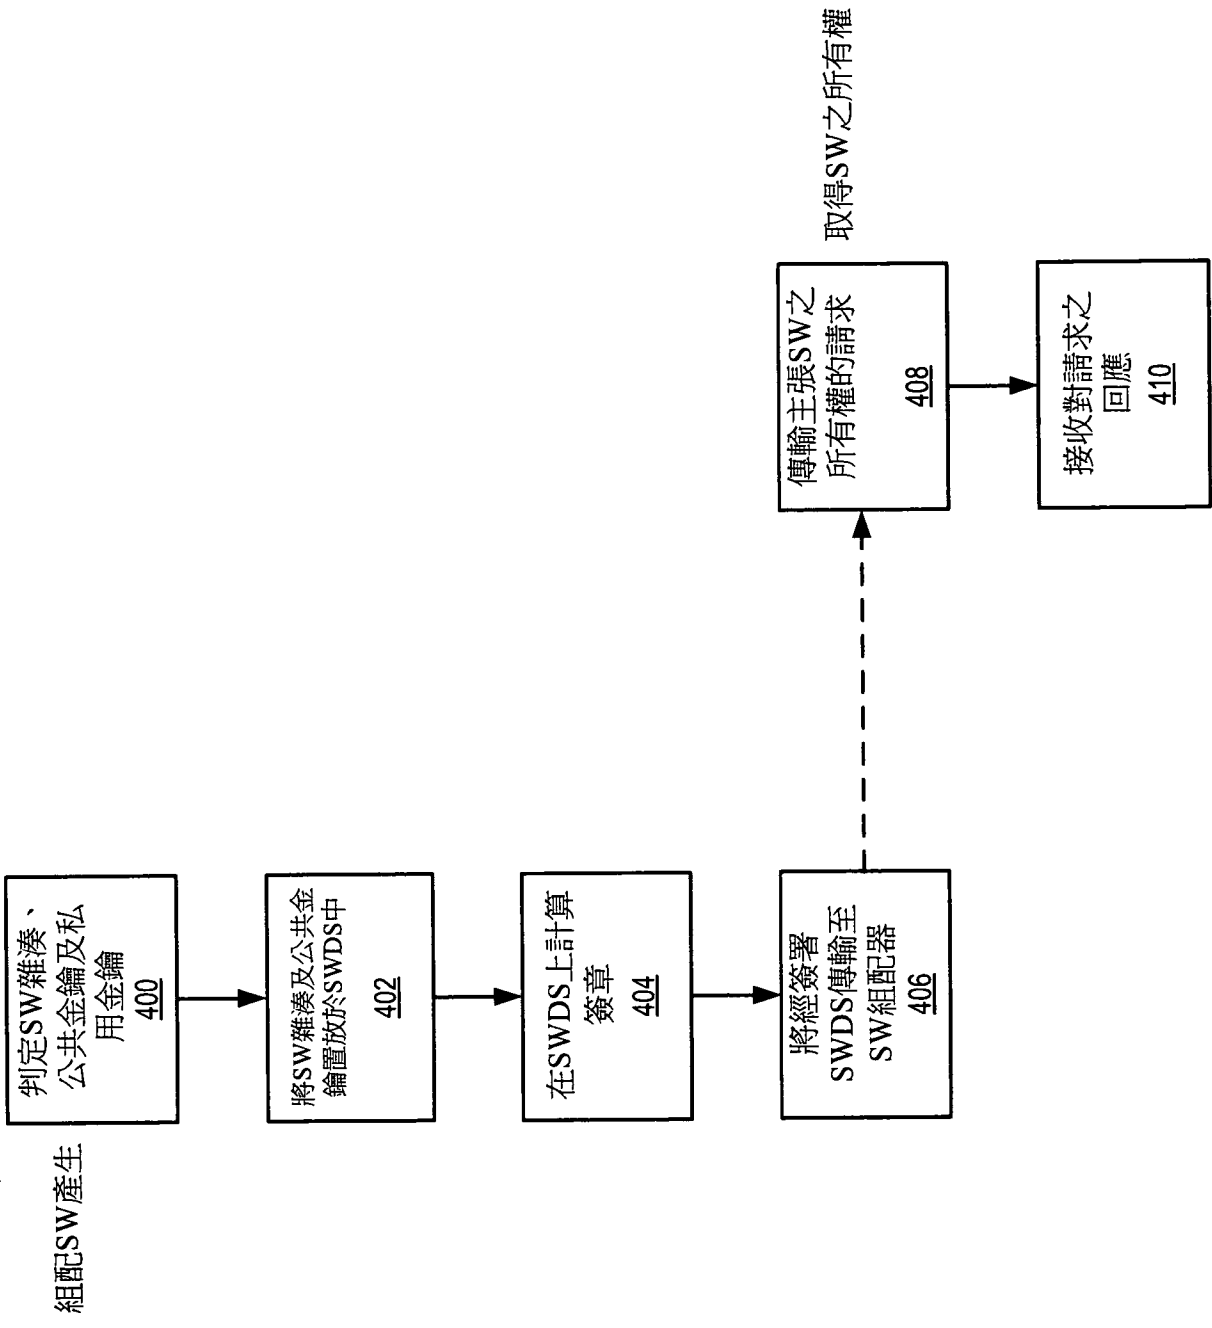 組配SW產生
判定SW雜湊、
公共金鑰及私
用金鑰
400
將SW雜湊及公共金
鑰置放於SWDS中
402
在SWDS上計算
簽章
404
將經簽署
SWDS傳輸至
SW組配器
406
取得SW之所有權
傳輸主張SW之
所有權的請求
408
接收對請求之
回應
410